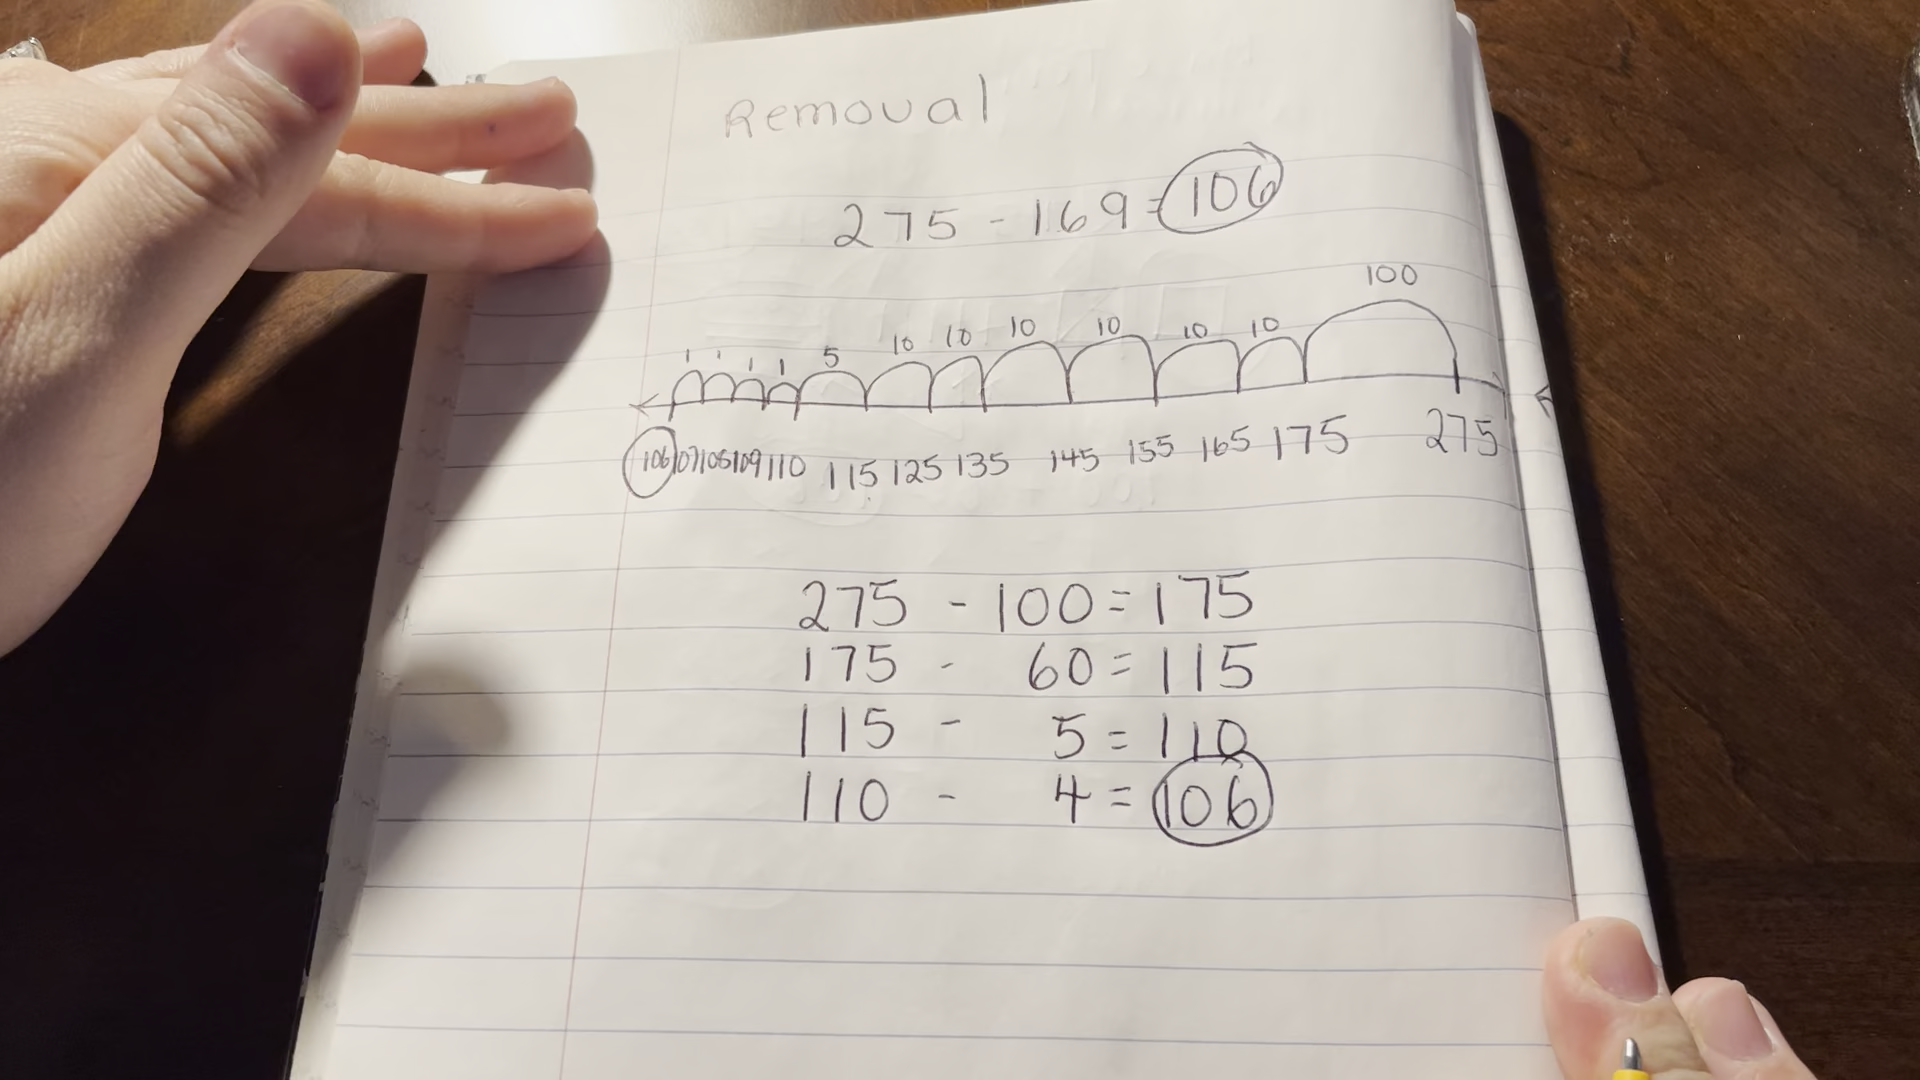 Removal
275 - 169 = 106
100
1 1 1 1 5 10 10 10 10 10 10
106 107 108 109 110 115 125 135 145 155 165 175 275
275 - 100 = 175
175 - 60 = 115
115 - 5 = 110
110 - 4 = 106